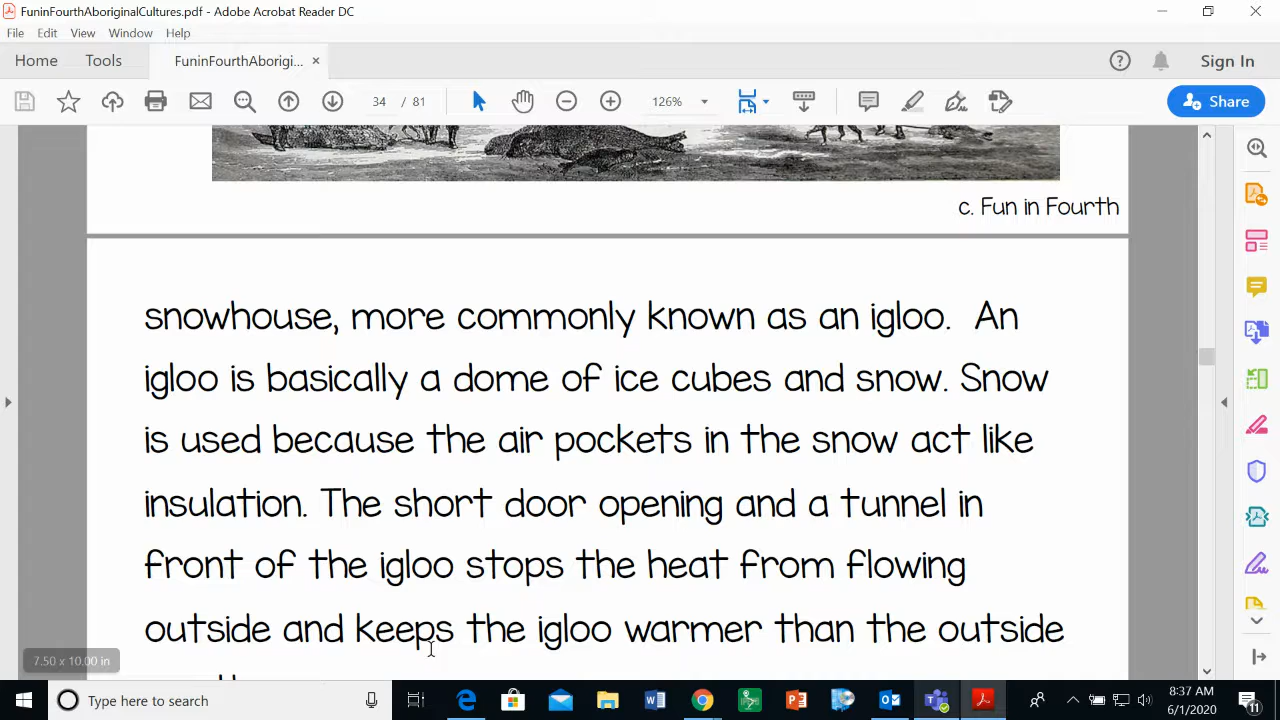 FuninFourthAboriginalCultures.pdf - Adobe Acrobat Reader DC
File Edit View Window Help
Home Tools FuninFourthAborigi... × Sign In
34 / 81 126% Share
c. Fun in Fourth
snowhouse, more commonly known as an igloo. An
igloo is basically a dome of ice cubes and snow. Snow
is used because the air pockets in the snow act like
insulation. The short door opening and a tunnel in
front of the igloo stops the heat from flowing
outside and keeps the igloo warmer than the outside
7.50 x 10.00 in
Type here to search
8:37 AM
6/1/2020
11